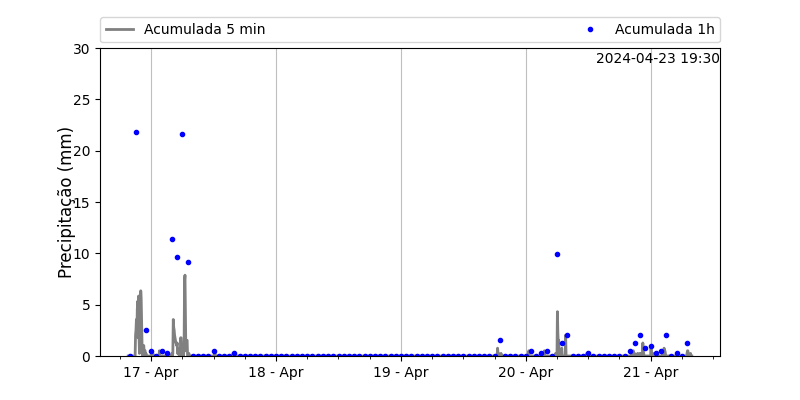 Acumulada 5 min
Acumulada 1h
2024-04-23 19:30
Precipitação (mm)
30
25
20
15
10
5
0
17 - Apr
18 - Apr
19 - Apr
20 - Apr
21 - Apr